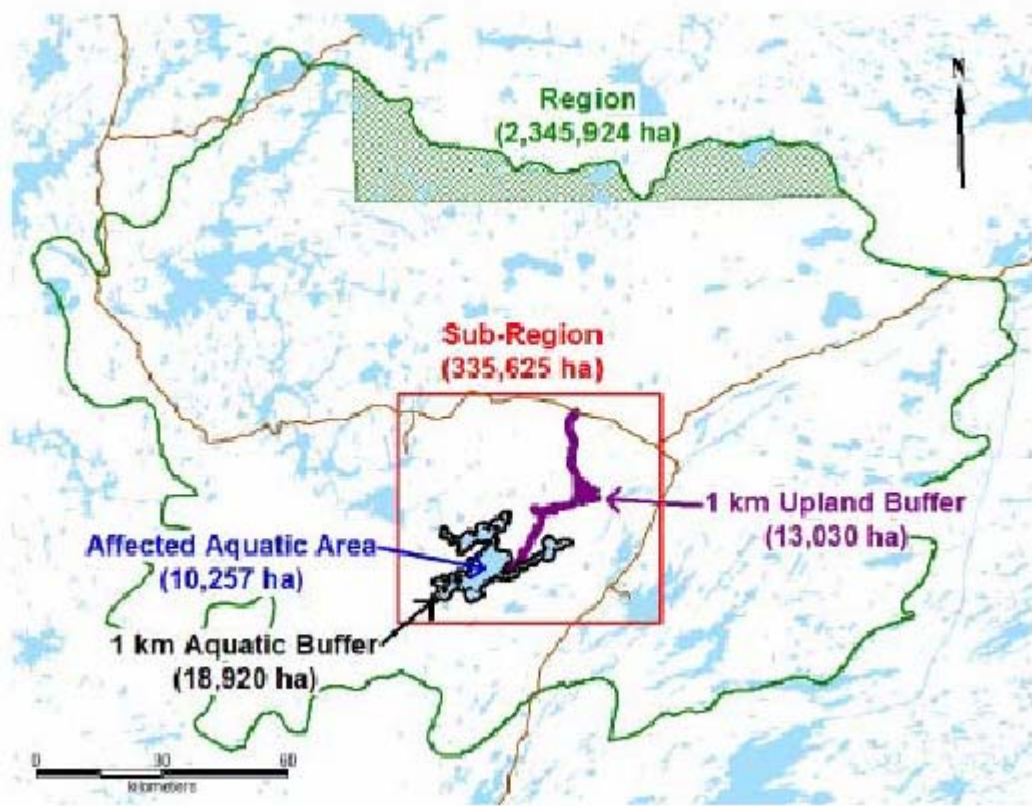 N
Region
(2,345,924 ha)
Sub-Region
(335,625 ha)
1 km Upland Buffer
(13,030 ha)
Affected Aquatic Area
(10,257 ha)
1 km Aquatic Buffer
(18,920 ha)
0 30 60
kilometers